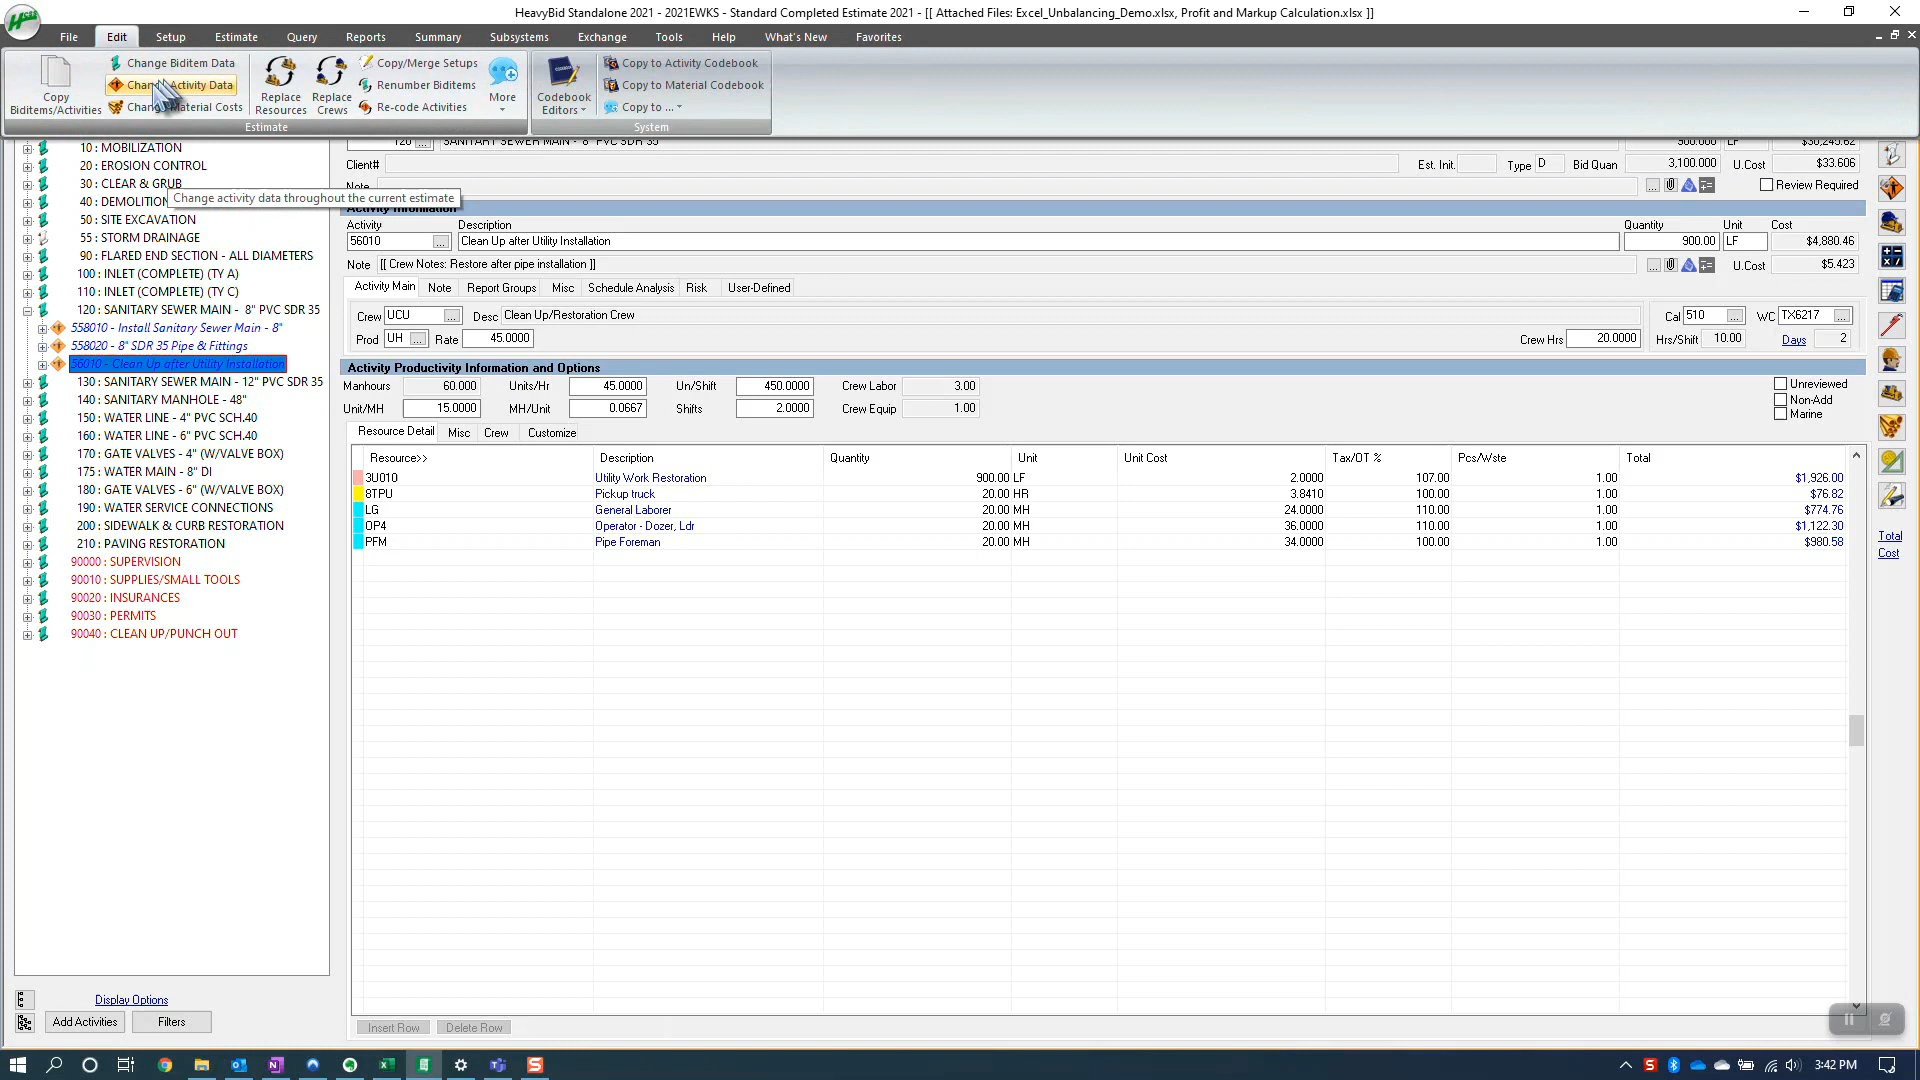 HCSS
HeavyBid Standalone 2021 - 2021EWKS - Standard Completed Estimate 2021 - [[ Attached Files: Excel_Unbalancing_Demo.xlsx, Profit and Markup Calculation.xlsx ]]
File Edit Setup Estimate Query Reports Summary Subsystems Exchange Tools Help What's New Favorites
Copy Biditems/Activities
Change Biditem Data
Activity Data
Material Costs
Replace Resources
Replace Crews
Copy/Merge Setups
Renumber Biditems
Re-code Activities
More
Estimate
Codebook Editors
Copy to Activity Codebook
Copy to Material Codebook
Copy to ...
System
10 : MOBILIZATION
20 : EROSION CONTROL
30 : CLEAR & GRUB
40 : DEMOLITION
50 : SITE EXCAVATION
55 : STORM DRAINAGE
90 : FLARED END SECTION - ALL DIAMETERS
100 : INLET (COMPLETE) (TY A)
110 : INLET (COMPLETE) (TY C)
120 : SANITARY SEWER MAIN - 8" PVC SDR 35
558010 - Install Sanitary Sewer Main - 8"
558020 - 8" SDR 35 Pipe & Fittings
56010 - Clean Up after Utility Installation
130 : SANITARY SEWER MAIN - 12" PVC SDR 35
140 : SANITARY MANHOLE - 48"
150 : WATER LINE - 4" PVC SCH.40
160 : WATER LINE - 6" PVC SCH.40
170 : GATE VALVES - 4" (W/VALVE BOX)
175 : WATER MAIN - 8" DI
180 : GATE VALVES - 6" (W/VALVE BOX)
190 : WATER SERVICE CONNECTIONS
200 : SIDEWALK & CURB RESTORATION
210 : PAVING RESTORATION
90000 : SUPERVISION
90010 : SUPPLIES/SMALL TOOLS
90020 : INSURANCES
90030 : PERMITS
90040 : CLEAN UP/PUNCH OUT
Change activity data throughout the current estimate
Display Options
Add Activities Filters
120 ... SANITARY SEWER MAIN - 8" PVC SDR 35 900.000 LF $30,245.62
Client# Est. Init. Type D Bid Quan 3,100.000 U.Cost $33.606
Note ... Review Required
Activity Information
Activity Description Quantity Unit Cost
56010 ... Clean Up after Utility Installation 900.00 LF $4,880.46
Note [[ Crew Notes: Restore after pipe installation ]] ... U.Cost $5.423
Activity Main Note Report Groups Misc Schedule Analysis Risk User-Defined
Crew UCU ... Desc Clean Up/Restoration Crew Cal 510 ... WC TX6217 ...
Prod UH ... Rate 45.0000 Crew Hrs 20.0000 Hrs/Shift 10.00 Days 2
Activity Productivity Information and Options
Manhours 60.000 Units/Hr 45.0000 Un/Shift 450.0000 Crew Labor 3.00 Unreviewed
Non-Add
Unit/MH 15.0000 MH/Unit 0.0667 Shifts 2.0000 Crew Equip 1.00 Marine
Resource Detail Misc Crew Customize
Resource>> Description Quantity Unit Unit Cost Tax/OT % Pcs/Wste Total
3U010 Utility Work Restoration 900.00 LF 2.0000 107.00 1.00 $1,926.00
8TPU Pickup truck 20.00 HR 3.8410 100.00 1.00 $76.82
LG General Laborer 20.00 MH 24.0000 110.00 1.00 $774.76
OP4 Operator - Dozer, Ldr 20.00 MH 36.0000 110.00 1.00 $1,122.30
PFM Pipe Foreman 20.00 MH 34.0000 100.00 1.00 $980.58
Total Cost
Insert Row Delete Row
3:42 PM